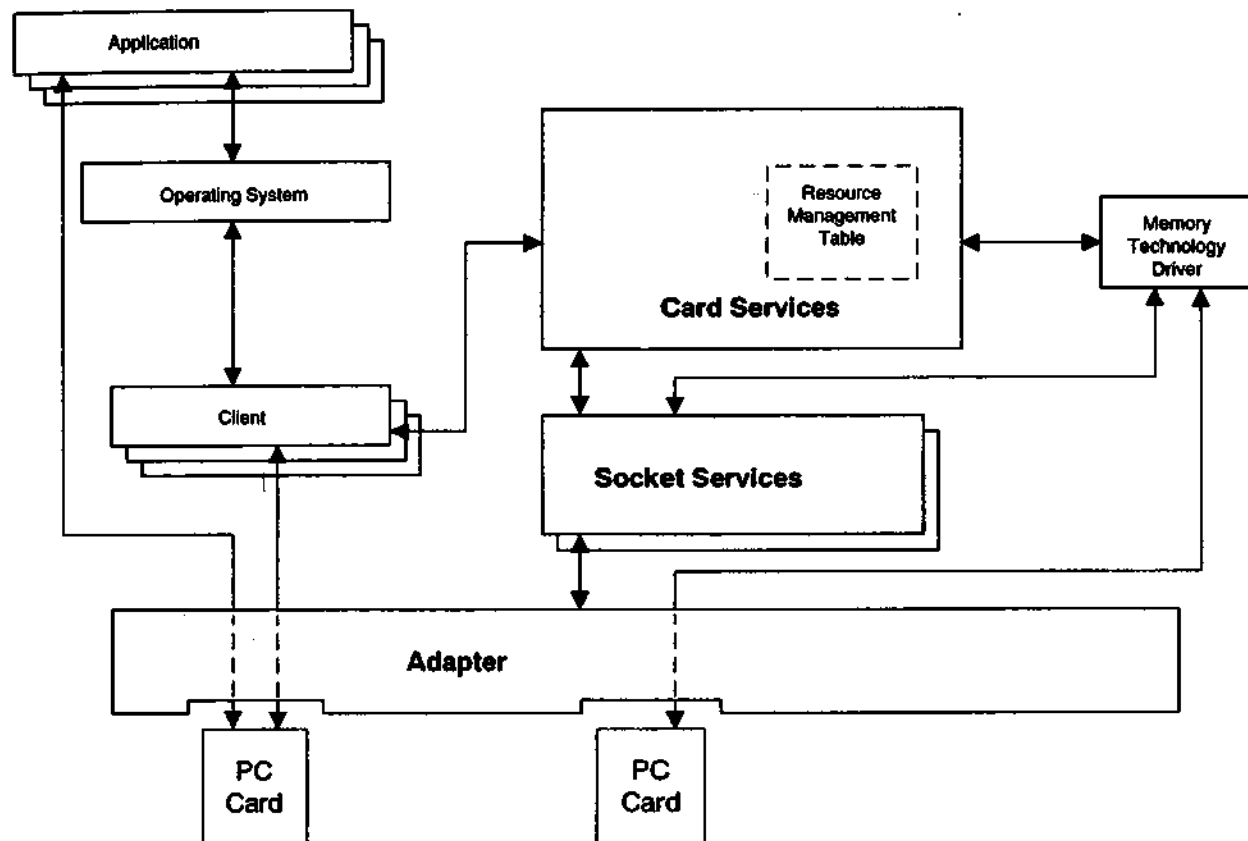 Application
Operating System
Resource
Management
Table
Memory
Technology
Driver
Card Services
Client
Socket Services
Adapter
PC
Card
PC
Card